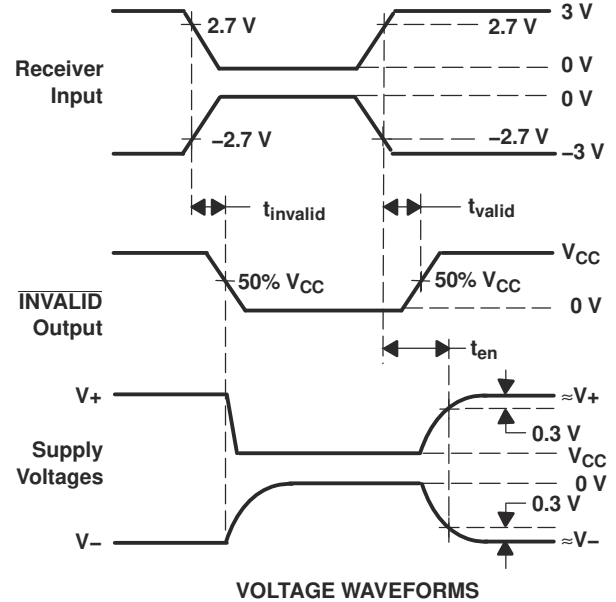 3 V
2.7 V
2.7 V
Receiver
Input
0 V
0 V
−2.7 V
−2.7 V
−3 V
tinvalid
tvalid
VCC
50% VCC
50% VCC
INVALID
Output
0 V
ten
V+
≈V+
0.3 V
Supply
Voltages
VCC
0 V
0.3 V
V−
≈V−
VOLTAGE WAVEFORMS